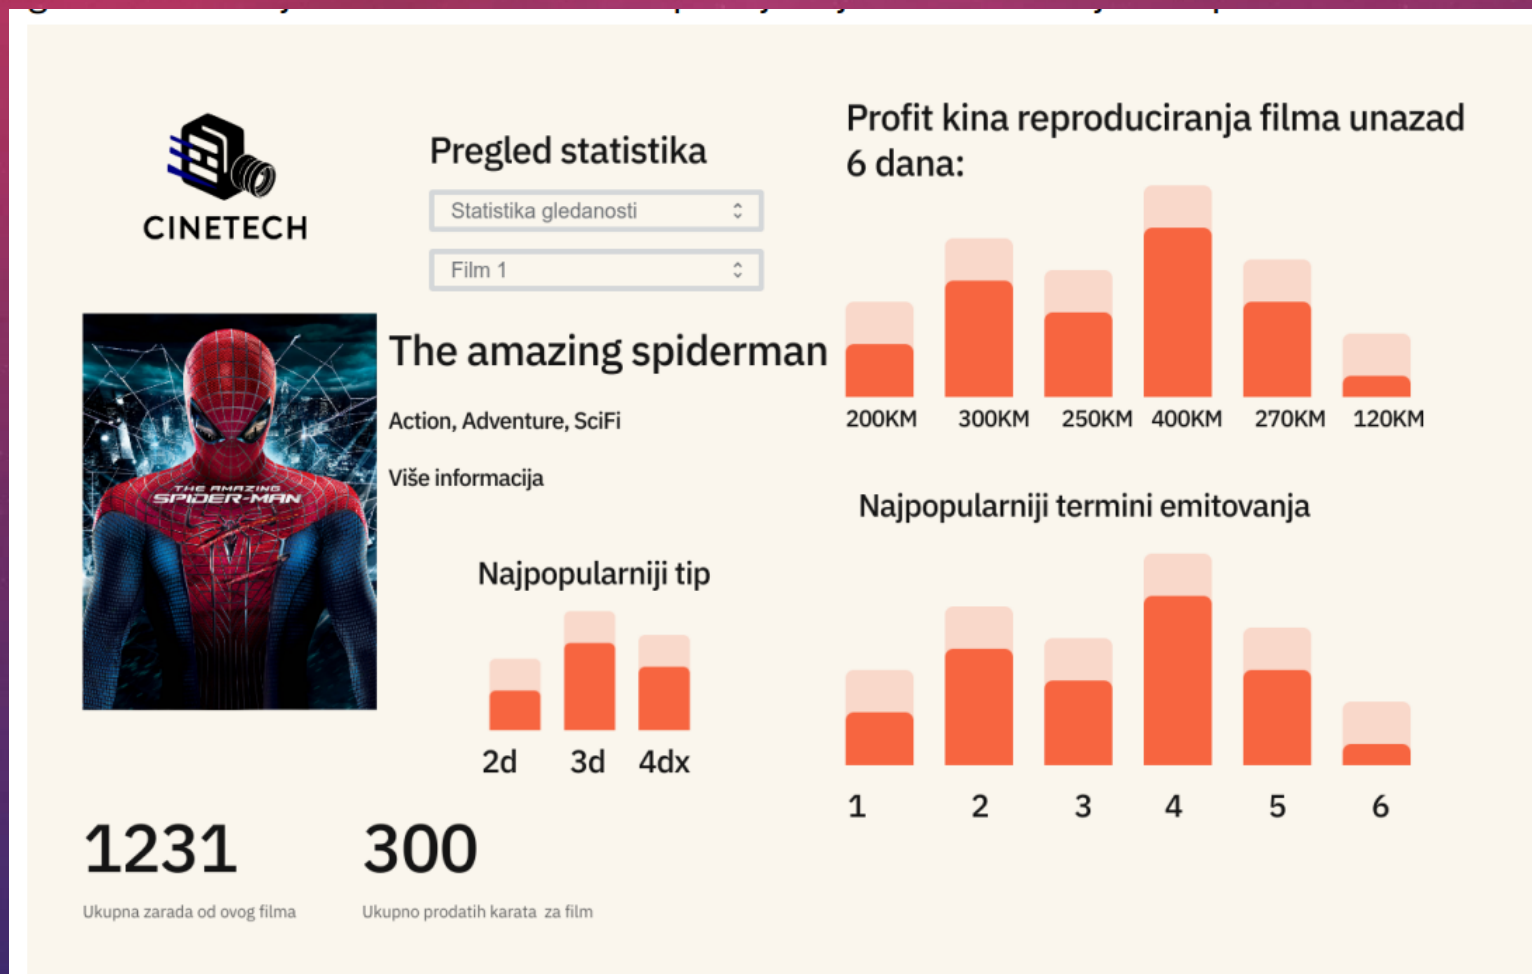 CINETECH
Pregled statistika
Statistika gledanosti
Film 1
THE AMAZING
SPIDER-MAN
The amazing spiderman
Action, Adventure, SciFi
Više informacija
Najpopularniji tip
2d 3d 4dx
1231
Ukupna zarada od ovog filma
300
Ukupno prodatih karata za film
Profit kina reproduciranja filma unazad
6 dana:
200KM 300KM 250KM 400KM 270KM 120KM
Najpopularniji termini emitovanja
1 2 3 4 5 6